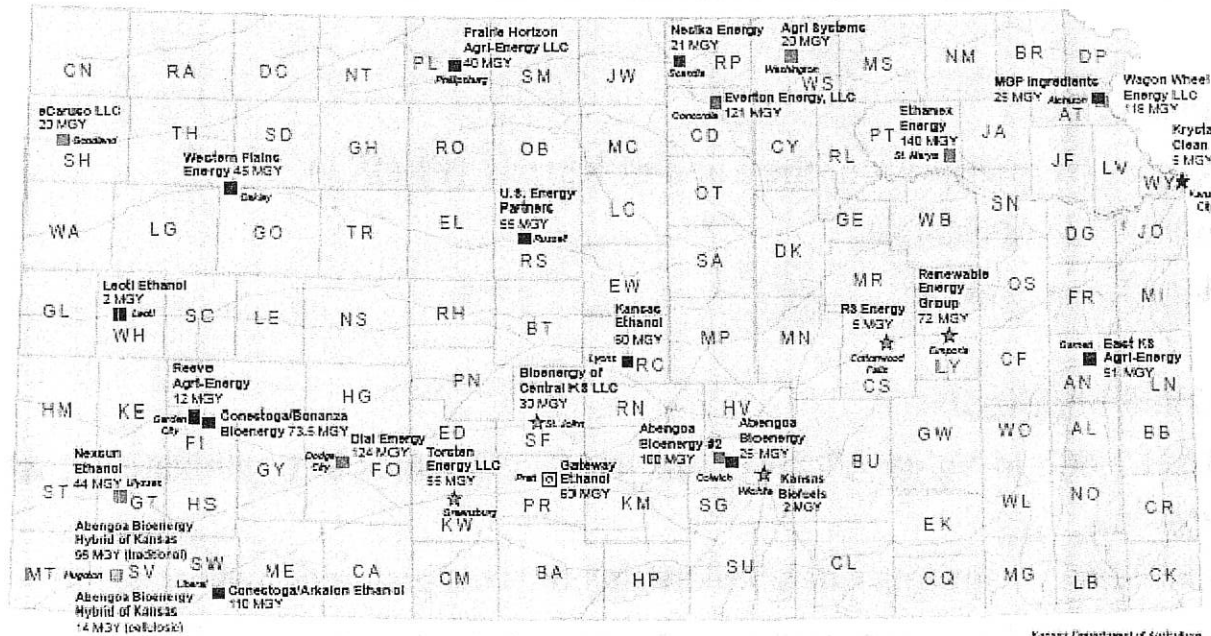 Prairie Horizon
Agri-Energy LLC
40 MGY
Phillipsburg
Nesika Energy
21 MGY
Scandia
Agri Systems
20 MGY
Washington
CN
RA
DC
NT
PL
SM
JW
RP
WS
MS
NM
BR
DP
MGP Ingredients
25 MGY
Atchison
Wagon Wheel
Energy LLC
118 MGY
AT
eCaruso LLC
20 MGY
Goodland
SH
TH
SD
GH
RO
OB
MC
Everton Energy, LLC
121 MGY
Concordia
CD
CY
RL
PT
Ethanex
Energy
140 MGY
St. Marys
JA
JF
LV
Krystal
Clean
5 MGY
WY
Western Plains
Energy 45 MGY
Oakley
U.S. Energy
Partners
55 MGY
Russell
RS
WA
LG
GO
TR
EL
LC
OT
SA
DK
GE
WB
SN
DG
JO
Leoti Ethanol
2 MGY
Leoti
GL
WH
SC
LE
NS
RH
BT
EW
Kansas
Ethanol
60 MGY
Lyons
RC
MP
MN
MR
R3 Energy
5 MGY
Cottonwood
Falls
CS
Renewable
Energy
Group
72 MGY
Emporia
LY
OS
FR
MI
CF
Garnett
East KS
Agri-Energy
AN
LN
Reeve
Agri-Energy
12 MGY
Garden
City
Conestoga/Bonanza
Bioenergy 73.5 MGY
HM
KE
FI
HG
PN
ED
Bioenergy of
Central KS LLC
30 MGY
St. John
SF
RN
HV
Abengoa
Bioenergy #2
100 MGY
Colwich
Abengoa
Bioenergy
25 MGY
Wichita
Kansas
Biofuels
2 MGY
SG
BU
GW
WO
AL
BB
Nexsun
Ethanol
44 MGY
Ulysses
ST
GT
HS
GY
Dial Energy
124 MGY
Dodge
City
FO
Torsten
Energy LLC
55 MGY
Greensburg
KW
Pratt
Gateway
Ethanol
PR
KM
EK
WL
NO
CR
Abengoa Bioenergy
Hybrid of Kansas
(traditional)
MT
Hugoton
SV
SW
Liberal
Conestoga/Arkalon Ethanol
110 MGY
ME
CA
CM
BA
HP
SU
CL
CQ
MG
LB
CK
Abengoa Bioenergy
Hybrid of Kansas
14 MGY (cellulosic)
Kansas Department of Agriculture